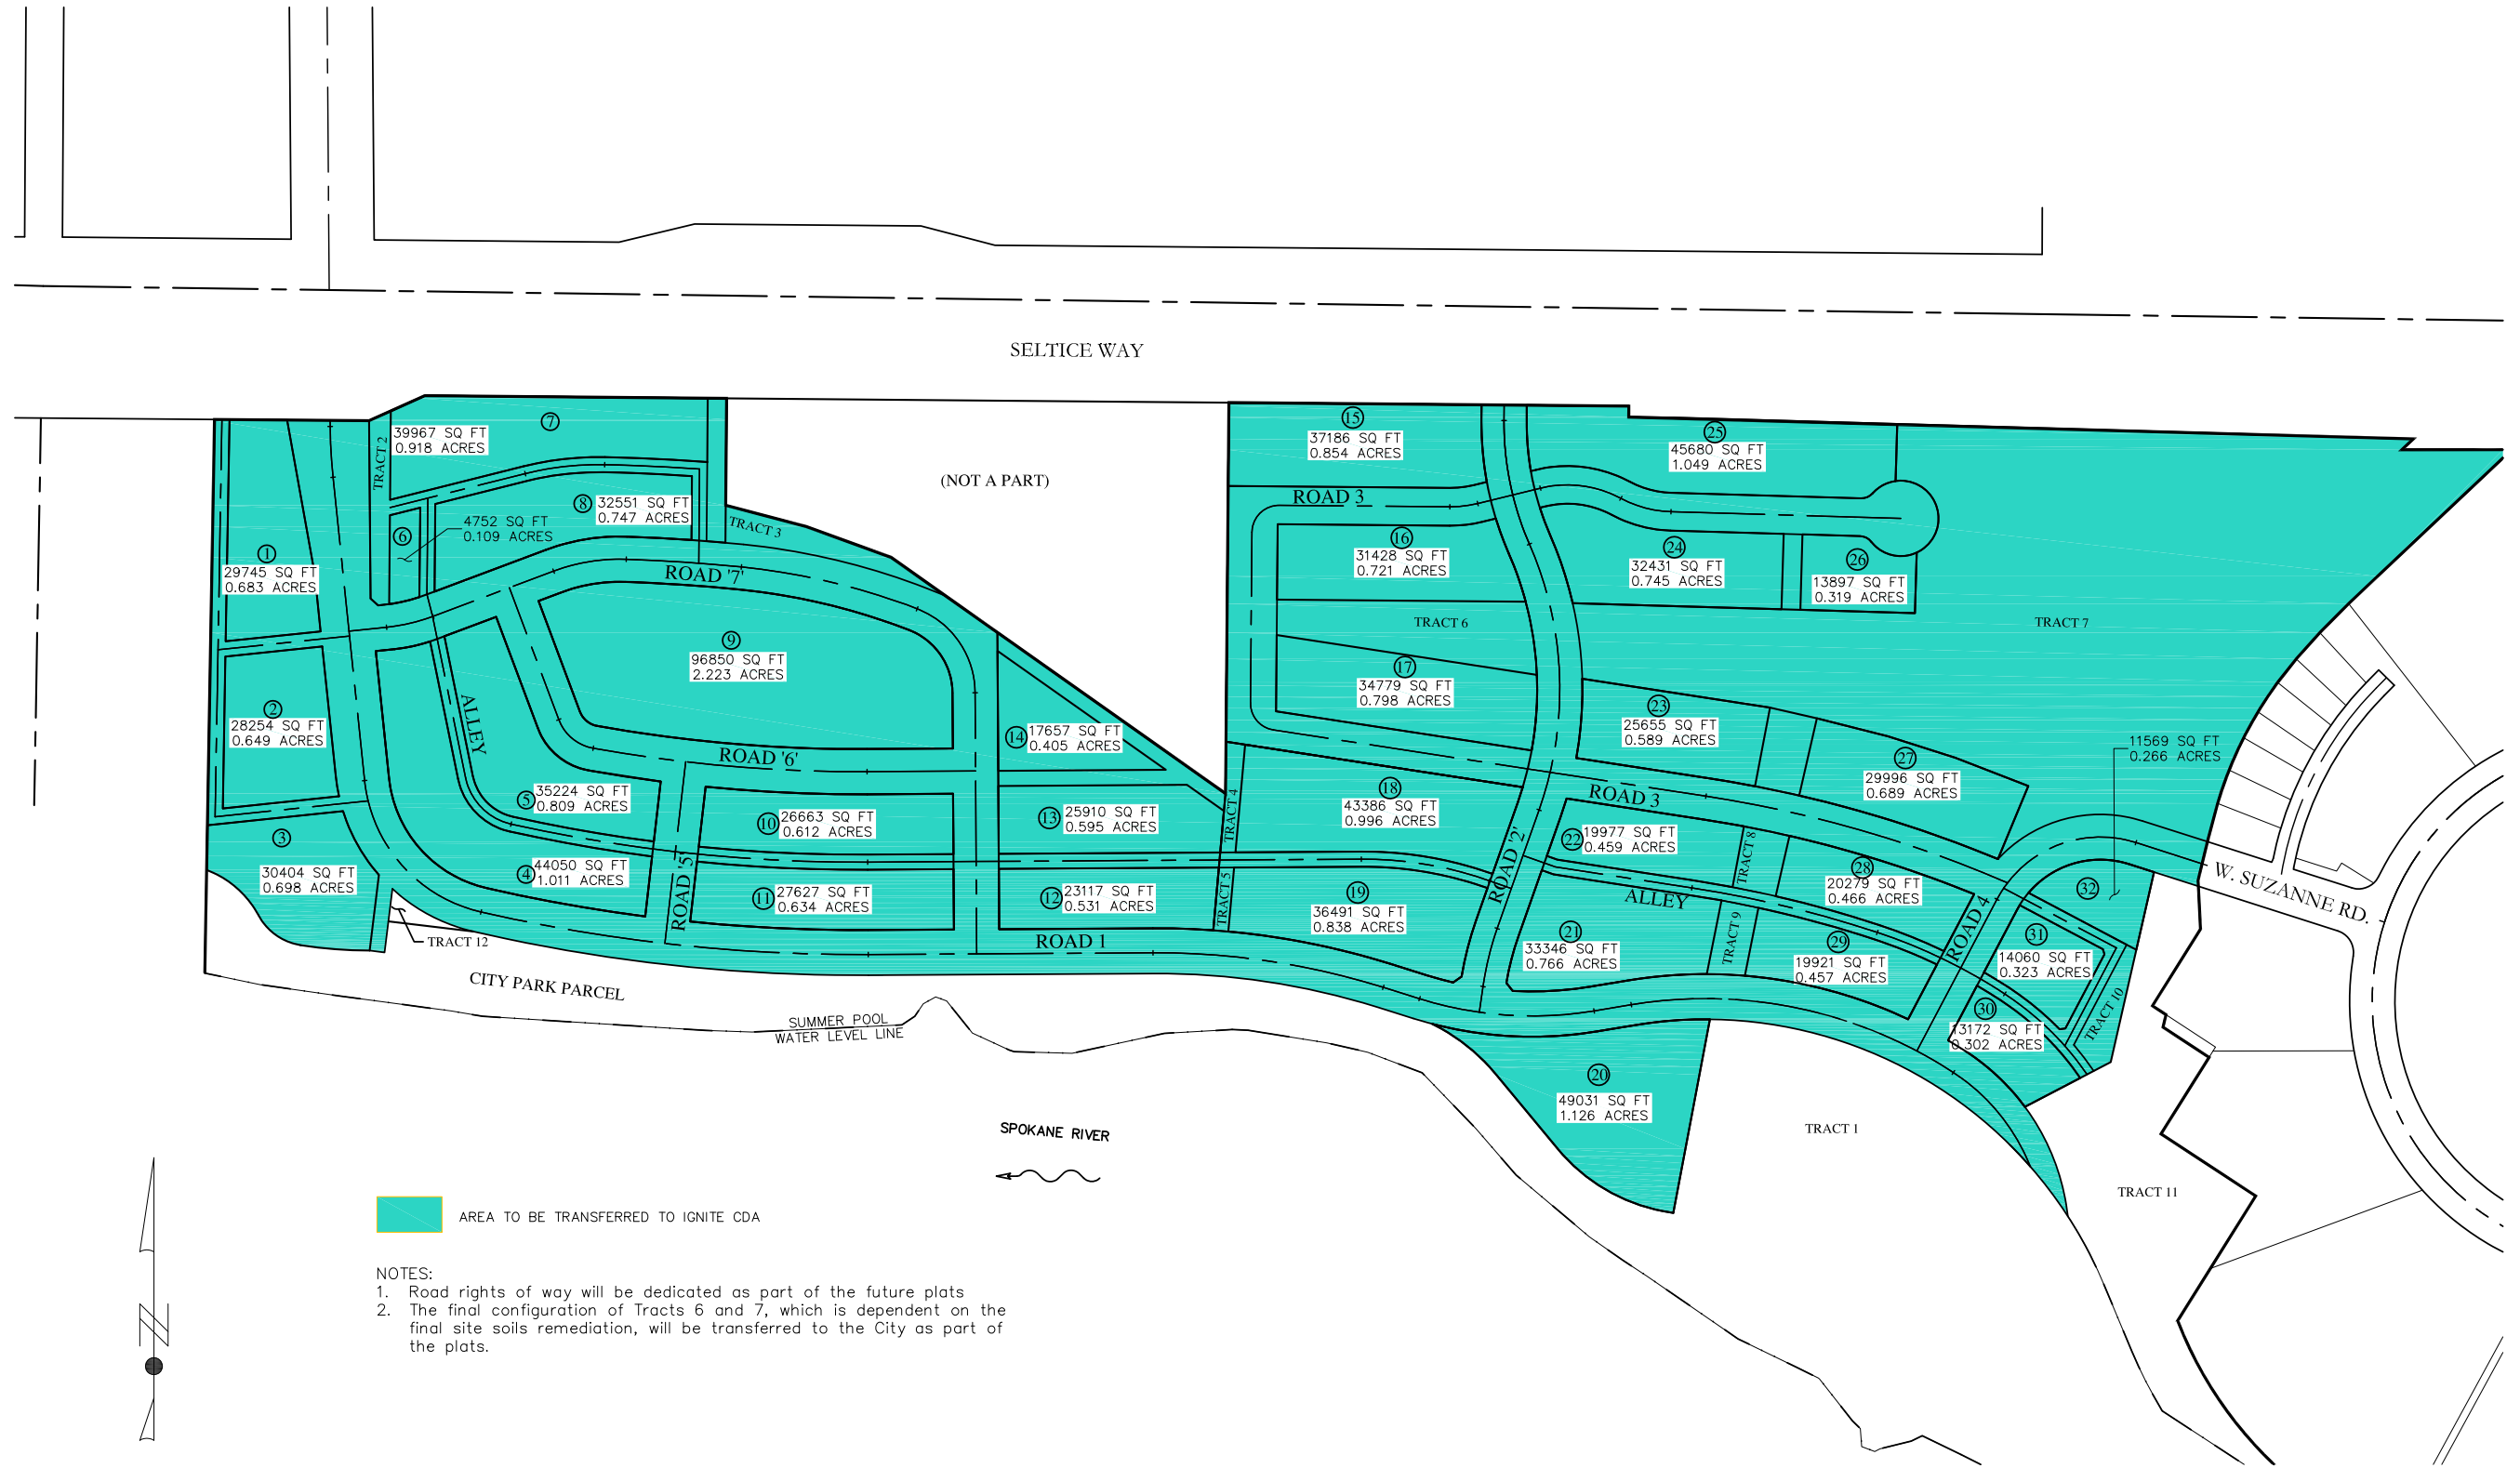 SELTICE WAY
(NOT A PART)
TRACT 2
7
39967 SQ FT
0.918 ACRES
8
32551 SQ FT
0.747 ACRES
6
4752 SQ FT
0.109 ACRES
TRACT 3
1
29745 SQ FT
0.683 ACRES
ROAD '7'
9
96850 SQ FT
2.223 ACRES
2
28254 SQ FT
0.649 ACRES
ALLEY
14
17657 SQ FT
0.405 ACRES
ROAD '6'
5
35224 SQ FT
0.809 ACRES
10
26663 SQ FT
0.612 ACRES
13
25910 SQ FT
0.595 ACRES
3
30404 SQ FT
0.698 ACRES
4
44050 SQ FT
1.011 ACRES
ROAD '5'
11
27627 SQ FT
0.634 ACRES
12
23117 SQ FT
0.531 ACRES
TRACT 4
TRACT 5
TRACT 12
ROAD 1
CITY PARK PARCEL
SUMMER POOL
WATER LEVEL LINE
15
37186 SQ FT
0.854 ACRES
25
45680 SQ FT
1.049 ACRES
ROAD 3
16
31428 SQ FT
0.721 ACRES
24
32431 SQ FT
0.745 ACRES
26
13897 SQ FT
0.319 ACRES
TRACT 6
TRACT 7
17
34779 SQ FT
0.798 ACRES
23
25655 SQ FT
0.589 ACRES
27
29996 SQ FT
0.689 ACRES
11569 SQ FT
0.266 ACRES
18
43386 SQ FT
0.996 ACRES
ROAD 3
22
19977 SQ FT
0.459 ACRES
TRACT 8
28
20279 SQ FT
0.466 ACRES
ROAD '2'
19
36491 SQ FT
0.838 ACRES
ALLEY
32
W. SUZANNE RD.
21
33346 SQ FT
0.766 ACRES
TRACT 9
29
19921 SQ FT
0.457 ACRES
ROAD 4
31
14060 SQ FT
0.323 ACRES
30
13172 SQ FT
0.302 ACRES
TRACT 10
20
49031 SQ FT
1.126 ACRES
TRACT 1
TRACT 11
SPOKANE RIVER
N
AREA TO BE TRANSFERRED TO IGNITE CDA
NOTES:
1. Road rights of way will be dedicated as part of the future plats
2. The final configuration of Tracts 6 and 7, which is dependent on the
final site soils remediation, will be transferred to the City as part of
the plats.